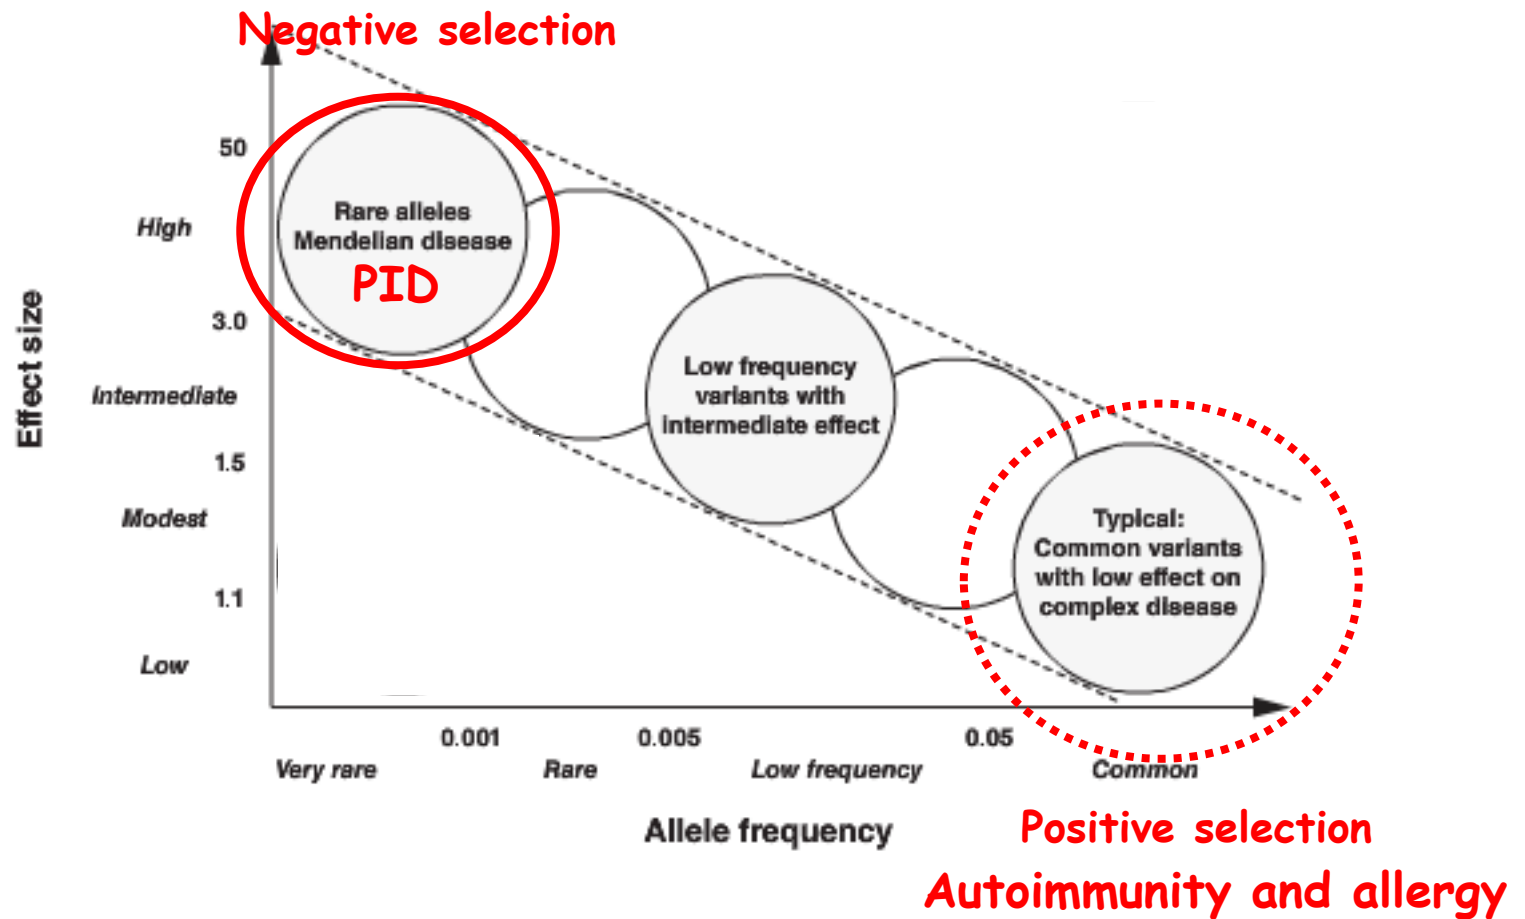 Negative selection
50
High
3.0
Intermediate
1.5
Modest
1.1
Low
Effect size
Rare alleles
Mendelian disease
PID
Low frequency
variants with
intermediate effect
Typical:
Common variants
with low effect on
complex disease
0.001
0.005
0.05
Very rare
Rare
Low frequency
Common
Allele frequency
Positive selection
Autoimmunity and allergy